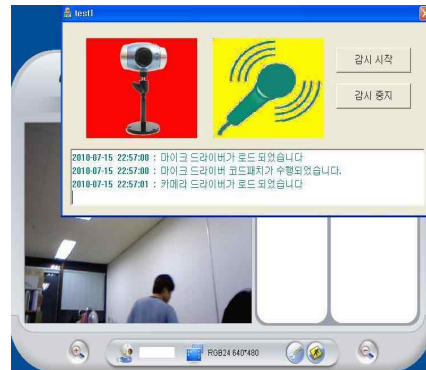 test1
감시 시작
감시 중지
2010-07-15 22:57:00 : 마이크 드라이버가 로드 되었습니다
2010-07-15 22:57:00 : 마이크 드라이버 코드패치가 수행되었습니다.
2010-07-15 22:57:01 : 카메라 드라이버가 로드 되었습니다
RGB24 640*480